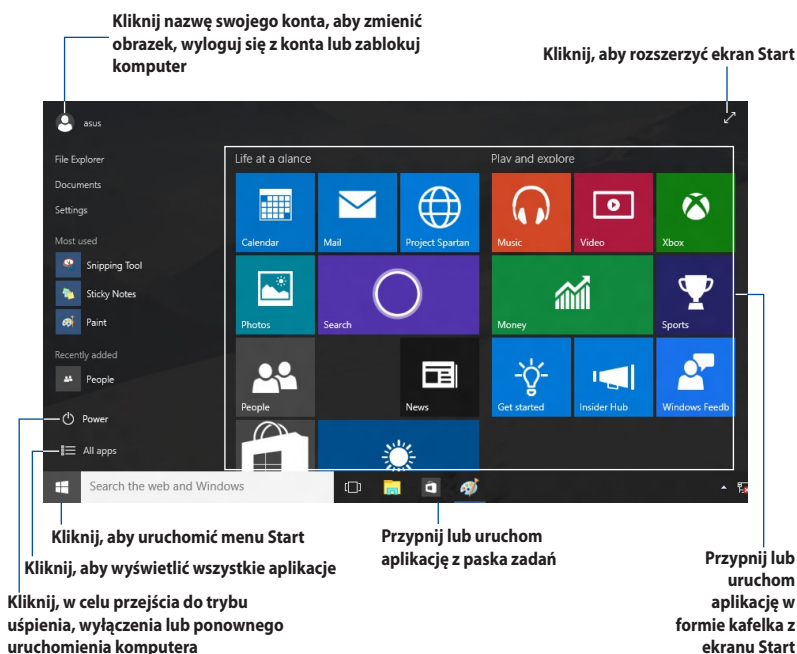 Kliknij nazwę swojego konta, aby zmienić
obrazek, wyloguj się z konta lub zablokuj
komputer
Kliknij, aby rozszerzyć ekran Start
asus
File Explorer
Documents
Settings
Most used
Snipping Tool
Sticky Notes
Paint
Recently added
People
Power
All apps
Life at a glance
Calendar
Mail
Project Spartan
Photos
Search
People
News
Play and explore
Music
Video
Xbox
Money
Sports
Get started
Insider Hub
Windows Feedb
Search the web and Windows
Kliknij, aby uruchomić menu Start
Kliknij, aby wyświetlić wszystkie aplikacje
Kliknij, w celu przejścia do trybu
uśpienia, wyłączenia lub ponownego
uruchomienia komputera
Przypnij lub uruchom
aplikację z paska zadań
Przypnij lub
uruchom
aplikację w
formie kafelka z
ekranu Start